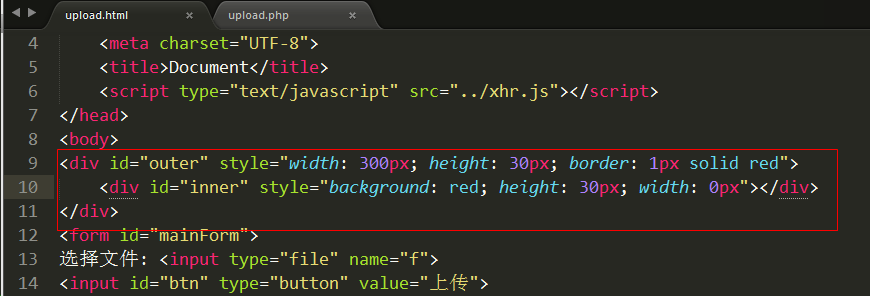 upload.html × upload.php ×
4 <meta charset="UTF-8">
5 <title>Document</title>
6 <script type="text/javascript" src="../xhr.js"></script>
7 </head>
8 <body>
9 <div id="outer" style="width: 300px; height: 30px; border: 1px solid red">
10 <div id="inner" style="background: red; height: 30px; width: 0px"></div>
11 </div>
12 <form id="mainForm">
13 选择文件: <input type="file" name="f">
14 <input id="btn" type="button" value="上传">